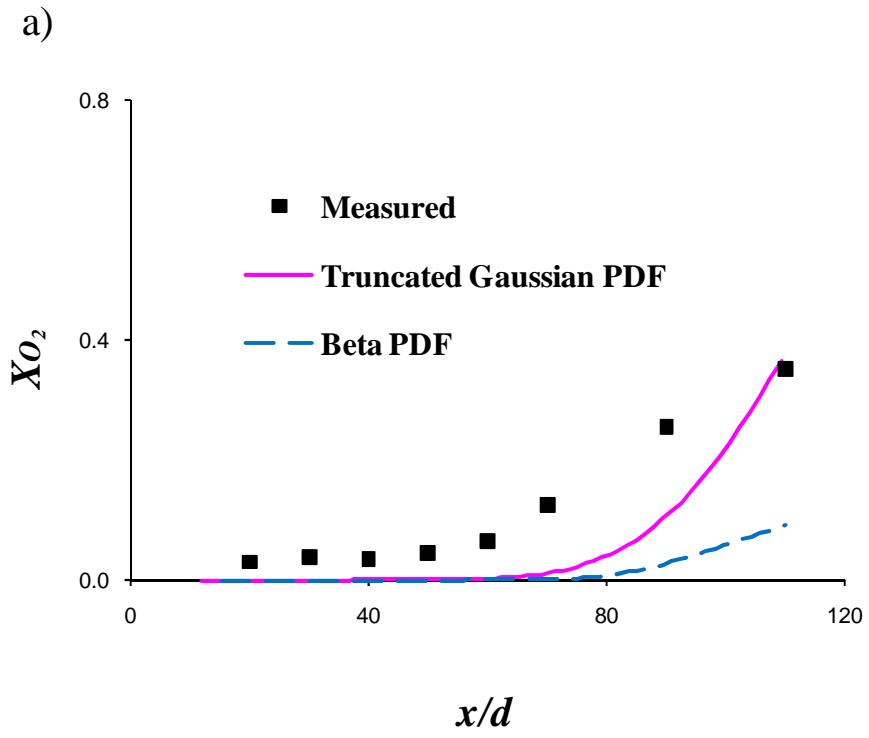 a)
0.8
Measured
Truncated Gaussian PDF
Beta PDF
0.4
XO₂
0.0
0 40 80 120
x/d